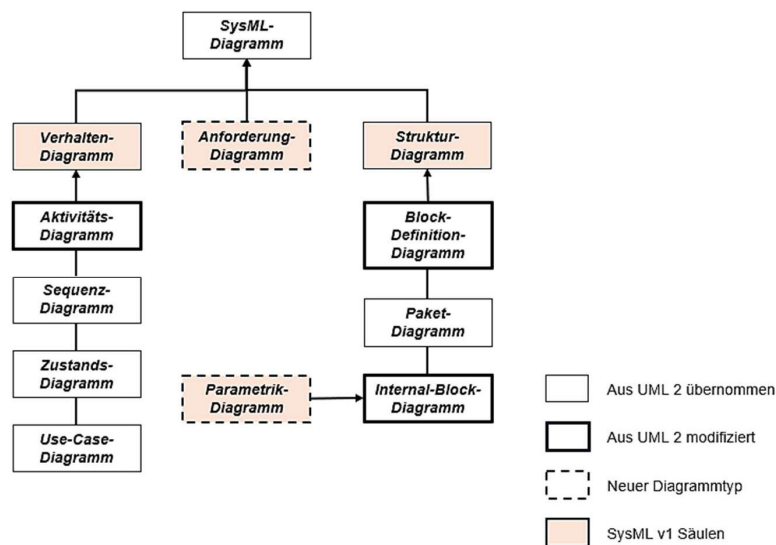 SysML-
Diagramm
Verhalten-
Diagramm
Anforderung-
Diagramm
Struktur-
Diagramm
Aktivitäts-
Diagramm
Block-
Definition-
Diagramm
Sequenz-
Diagramm
Paket-
Diagramm
Zustands-
Diagramm
Parametrik-
Diagramm
Internal-Block-
Diagramm
Use-Case-
Diagramm
Aus UML 2 übernommen
Aus UML 2 modifiziert
Neuer Diagrammtyp
SysML v1 Säulen